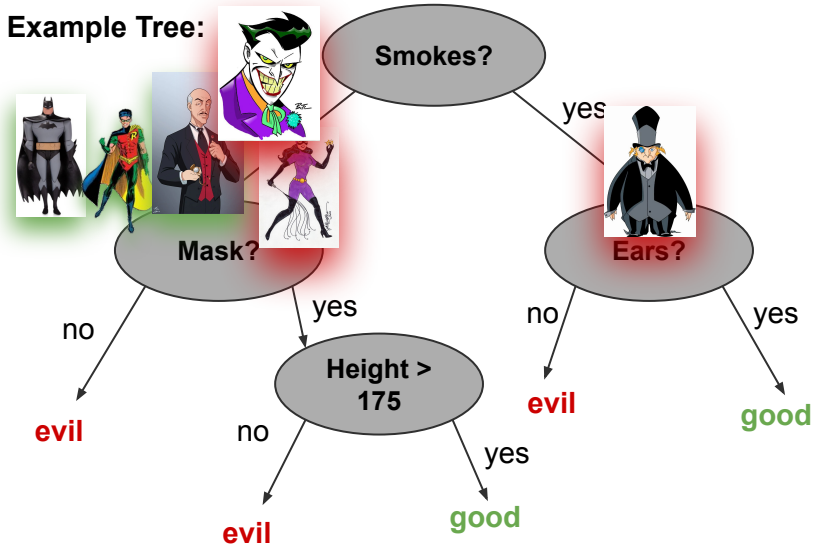 Example Tree:
Smokes?
yes
Mask?
Ears?
no
yes
no
yes
Height >
175
evil
evil
good
no
yes
good
evil